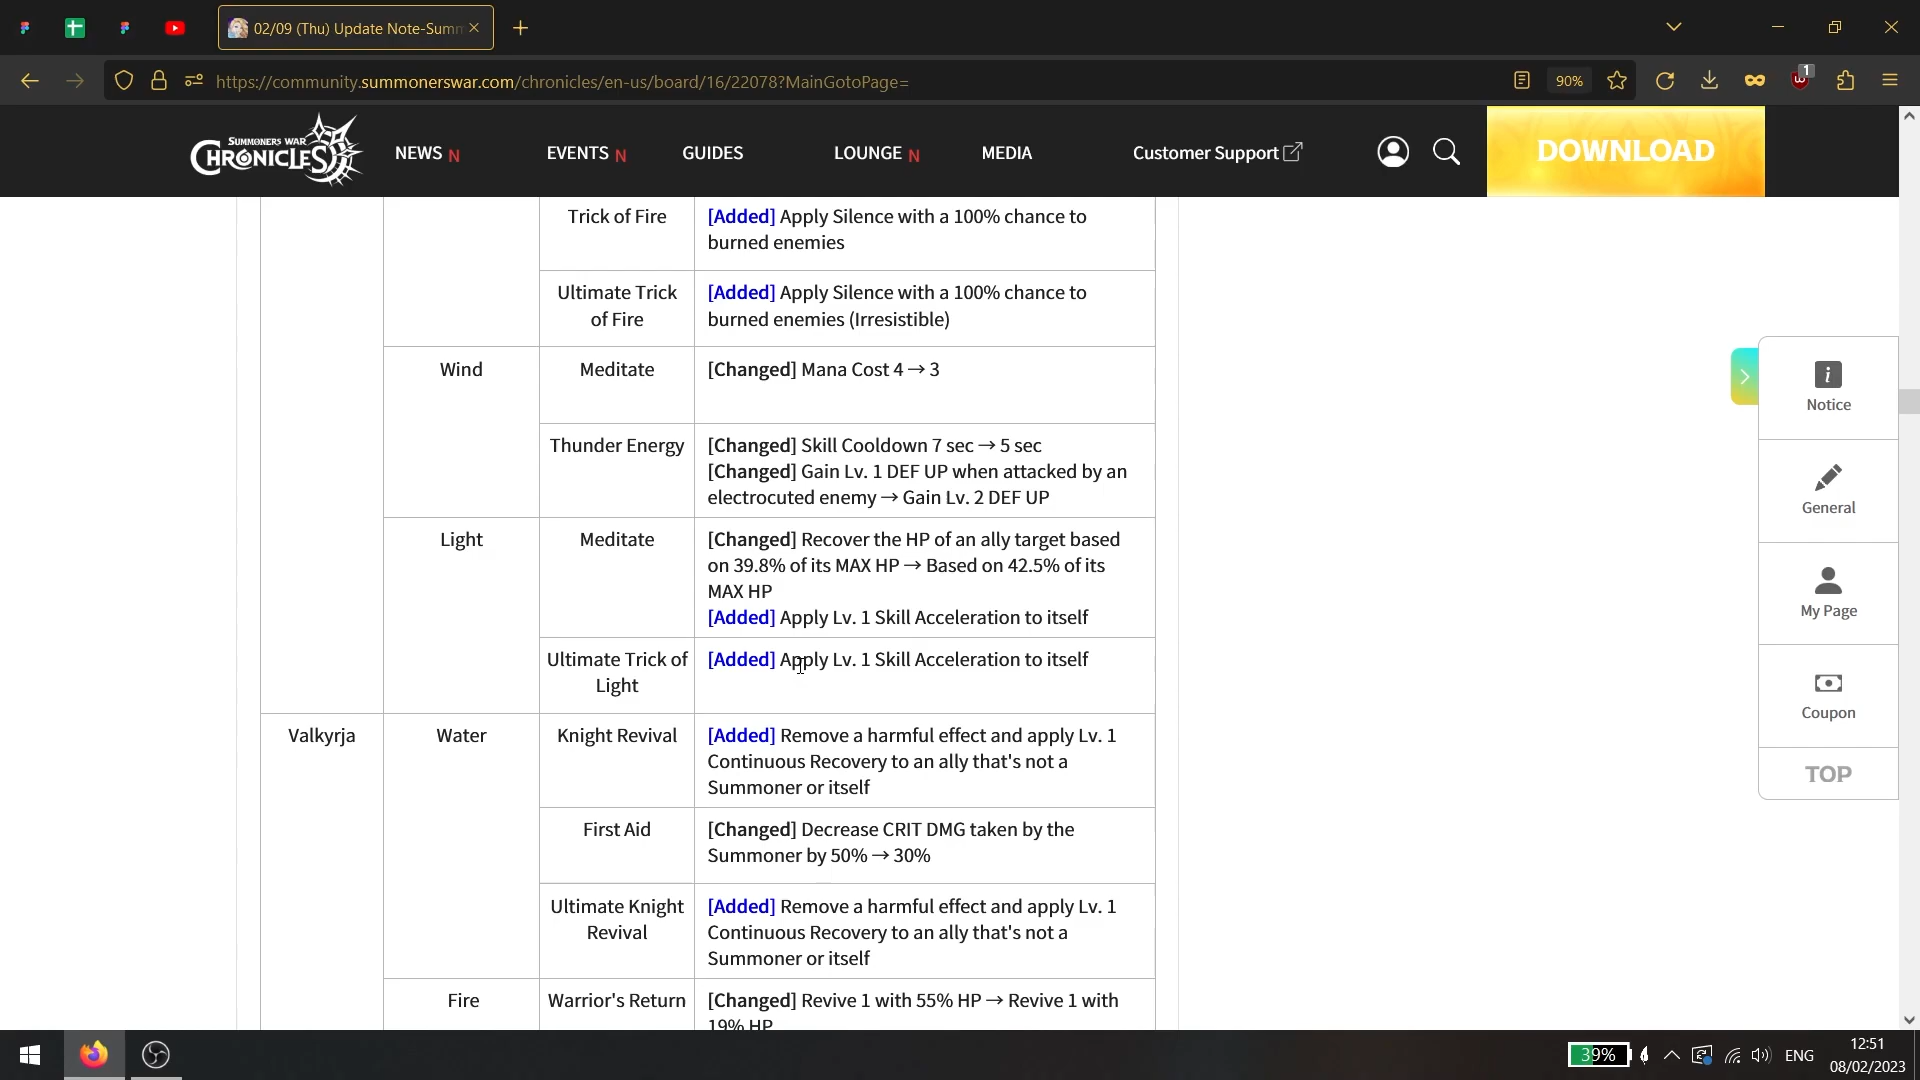 02/09 (Thu) Update Note-Summ
https://community.summonerswar.com/chronicles/en-us/board/16/22078?MainGotoPage=
90%
1
SUMMONERS WAR
CHRONICLES
NEWS N
EVENTS N
GUIDES
LOUNGE N
MEDIA
Customer Support
DOWNLOAD
Trick of Fire
[Added] Apply Silence with a 100% chance to
burned enemies
Ultimate Trick
of Fire
[Added] Apply Silence with a 100% chance to
burned enemies (Irresistible)
Wind
Meditate
[Changed] Mana Cost 4 → 3
Thunder Energy
[Changed] Skill Cooldown 7 sec → 5 sec
[Changed] Gain Lv. 1 DEF UP when attacked by an
electrocuted enemy → Gain Lv. 2 DEF UP
Light
Meditate
[Changed] Recover the HP of an ally target based
on 39.8% of its MAX HP → Based on 42.5% of its
MAX HP
[Added] Apply Lv. 1 Skill Acceleration to itself
Ultimate Trick of
Light
[Added] Apply Lv. 1 Skill Acceleration to itself
Valkyrja
Water
Knight Revival
[Added] Remove a harmful effect and apply Lv. 1
Continuous Recovery to an ally that's not a
Summoner or itself
First Aid
[Changed] Decrease CRIT DMG taken by the
Summoner by 50% → 30%
Ultimate Knight
Revival
[Added] Remove a harmful effect and apply Lv. 1
Continuous Recovery to an ally that's not a
Summoner or itself
Fire
Warrior's Return
[Changed] Revive 1 with 55% HP → Revive 1 with
19% HP
Notice
General
My Page
Coupon
TOP
39%
ENG
12:51
08/02/2023